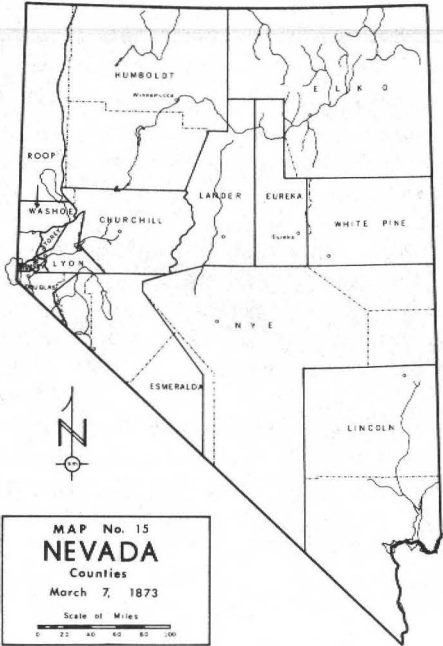 HUMBOLDT
Winnemucca
ELKO
ROOP
WASHOE
CHURCHILL
LANDER
EUREKA
Eureka
WHITE PINE
STOREY
LYON
DOUGLAS
NYE
ESMERALDA
LINCOLN
N
MAP No. 15
NEVADA
Counties
March 7, 1873
Scale of Miles
0 20 40 60 80 100